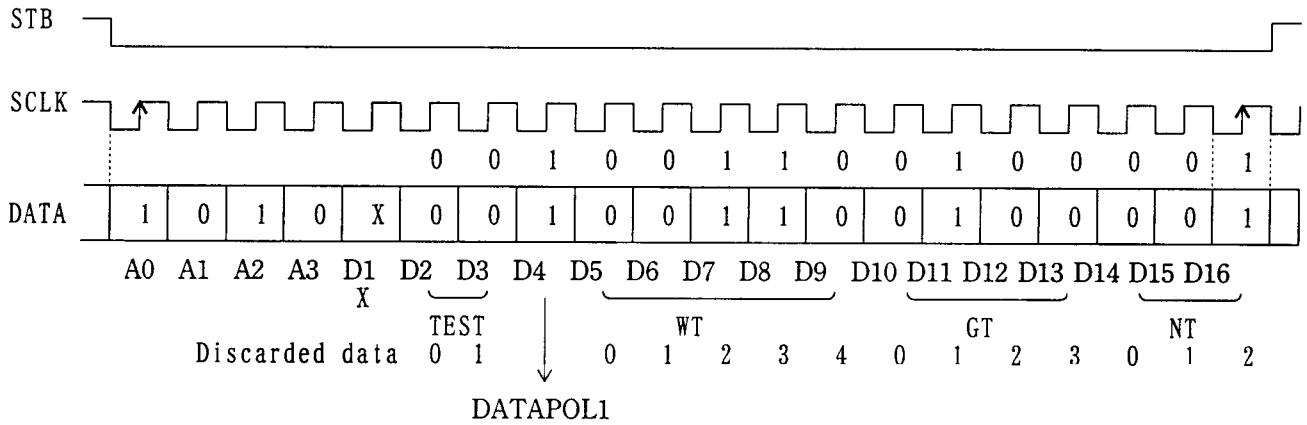 STB
SCLK
0 0 1 0 0 1 1 0 0 1 0 0 0 0 1
DATA 1 0 1 0 X 0 0 1 0 0 1 1 0 0 1 0 0 0 0 1
A0 A1 A2 A3 D1 D2 D3 D4 D5 D6 D7 D8 D9 D10 D11 D12 D13 D14 D15 D16
X
TEST WT GT NT
Discarded data 0 1 0 1 2 3 4 0 1 2 3 0 1 2
DATAPOL1